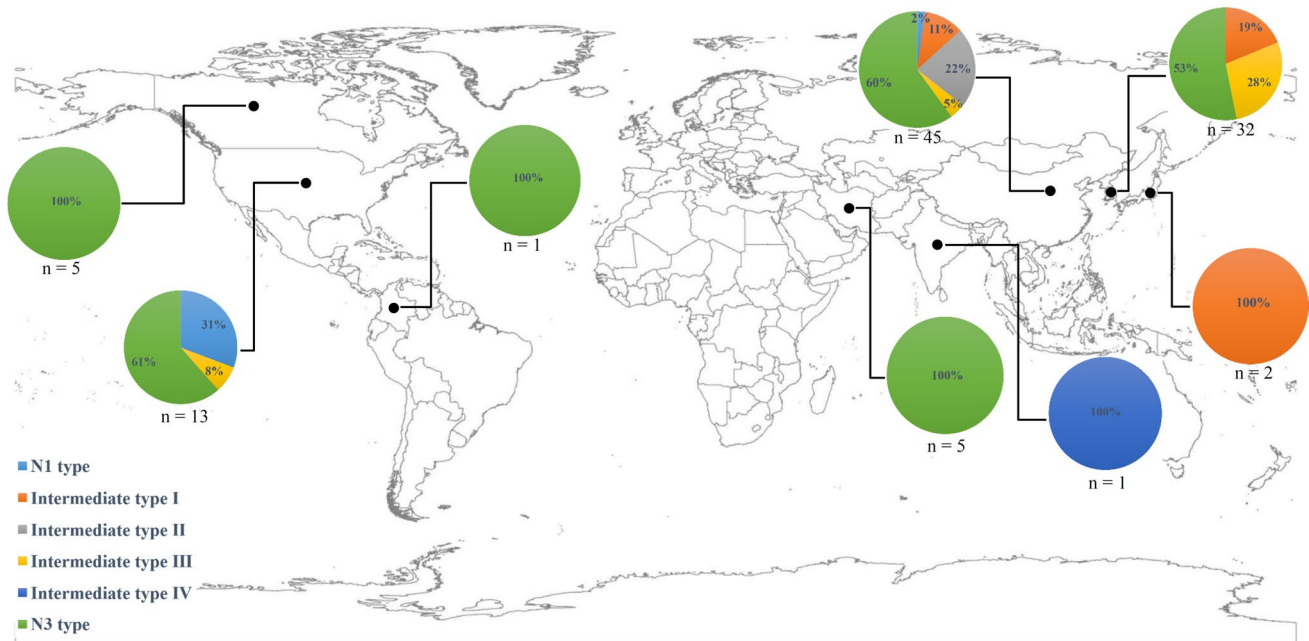 2%
11%
22%
5%
60%
n = 45
19%
28%
53%
n = 32
100%
n = 5
100%
n = 1
31%
8%
61%
n = 13
100%
n = 5
100%
n = 1
100%
n = 2
N1 type
Intermediate type I
Intermediate type II
Intermediate type III
Intermediate type IV
N3 type